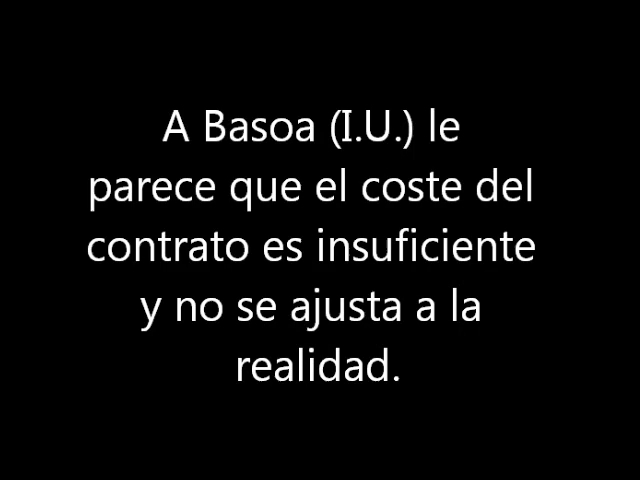 A Basoa (I.U.) le
parece que el coste del
contrato es insuficiente
y no se ajusta a la
realidad.